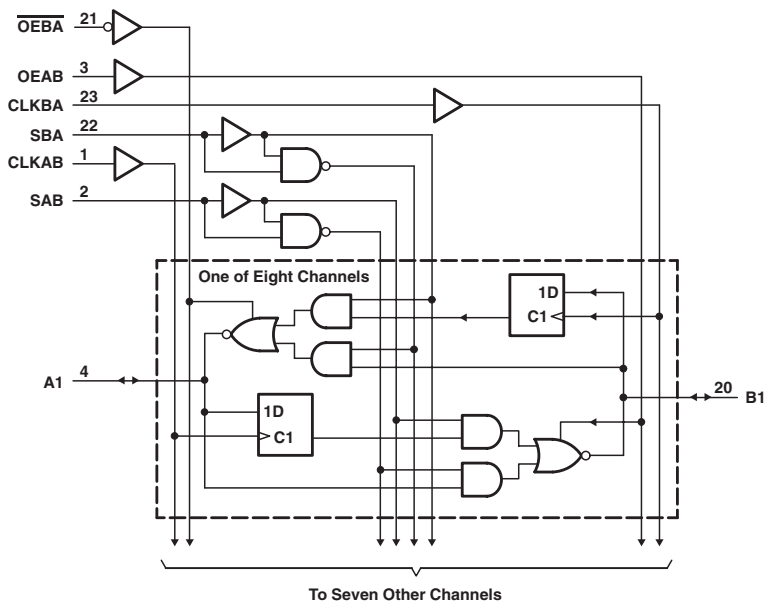 OEBA 21
OEAB 3
CLKBA 23
SBA 22
CLKAB 1
SAB 2
One of Eight Channels
1D
C1
A1 4
20 B1
1D
C1
To Seven Other Channels